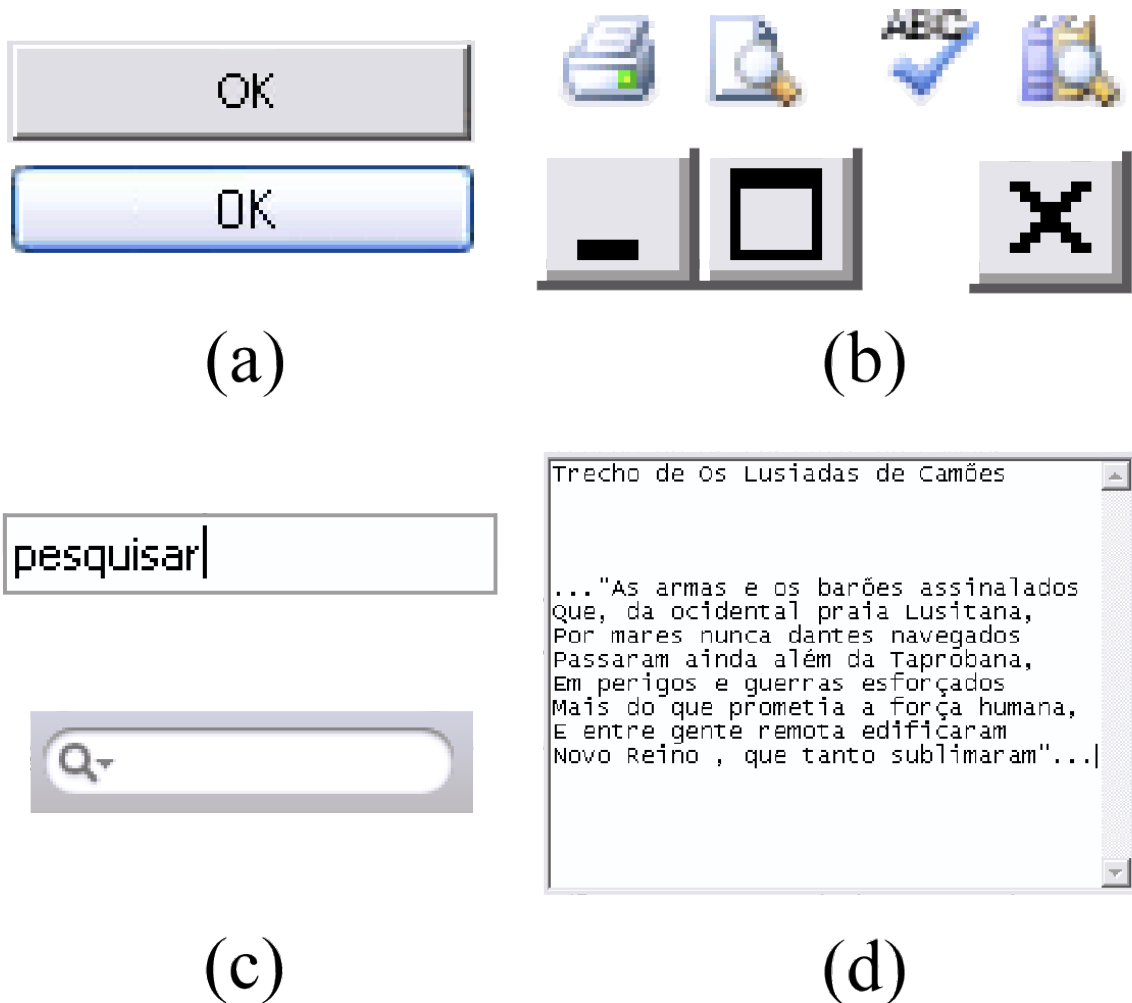 OK
OK
ABC
(a)
(b)
pesquisar
Trecho de Os Lusiadas de Camões
..."As armas e os barões assinalados
Que, da ocidental praia Lusitana,
Por mares nunca dantes navegados
Passaram ainda além da Taprobana,
Em perigos e guerras esforçados
Mais do que prometia a força humana,
E entre gente remota edificaram
Novo Reino , que tanto sublimaram"...
(c)
(d)